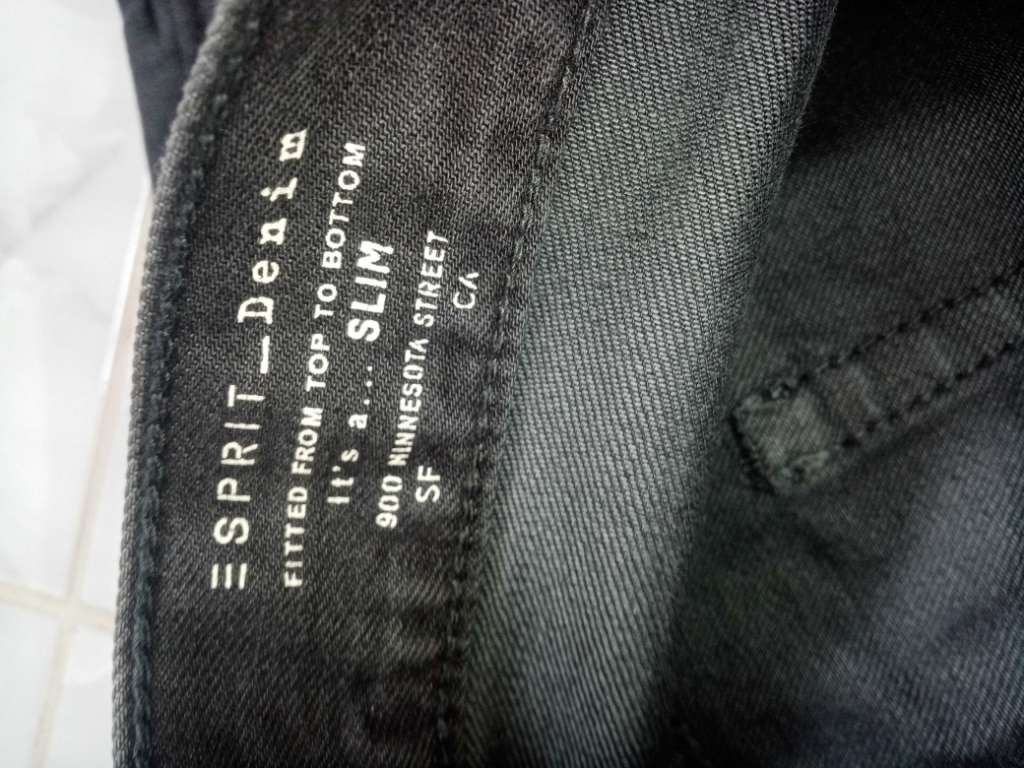 ESPRIT_Denim
FITTED FROM TOP TO BOTTOM
It's a... SLIM
900 MINNESOTA STREET
SF CA